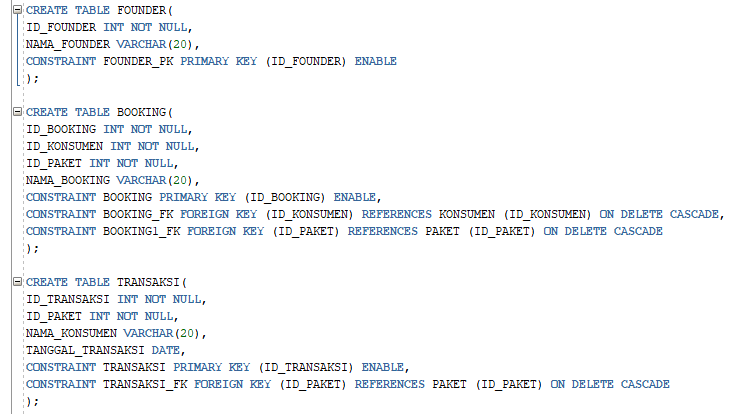 CREATE TABLE FOUNDER(
ID_FOUNDER INT NOT NULL,
NAMA_FOUNDER VARCHAR(20),
CONSTRAINT FOUNDER_PK PRIMARY KEY (ID_FOUNDER) ENABLE
);
CREATE TABLE BOOKING(
ID_BOOKING INT NOT NULL,
ID_KONSUMEN INT NOT NULL,
ID_PAKET INT NOT NULL,
NAMA_BOOKING VARCHAR(20),
CONSTRAINT BOOKING PRIMARY KEY (ID_BOOKING) ENABLE,
CONSTRAINT BOOKING_FK FOREIGN KEY (ID_KONSUMEN) REFERENCES KONSUMEN (ID_KONSUMEN) ON DELETE CASCADE,
CONSTRAINT BOOKING1_FK FOREIGN KEY (ID_PAKET) REFERENCES PAKET (ID_PAKET) ON DELETE CASCADE
);
CREATE TABLE TRANSAKSI(
ID_TRANSAKSI INT NOT NULL,
ID_PAKET INT NOT NULL,
NAMA_KONSUMEN VARCHAR(20),
TANGGAL_TRANSAKSI DATE,
CONSTRAINT TRANSAKSI PRIMARY KEY (ID_TRANSAKSI) ENABLE,
CONSTRAINT TRANSAKSI_FK FOREIGN KEY (ID_PAKET) REFERENCES PAKET (ID_PAKET) ON DELETE CASCADE
);